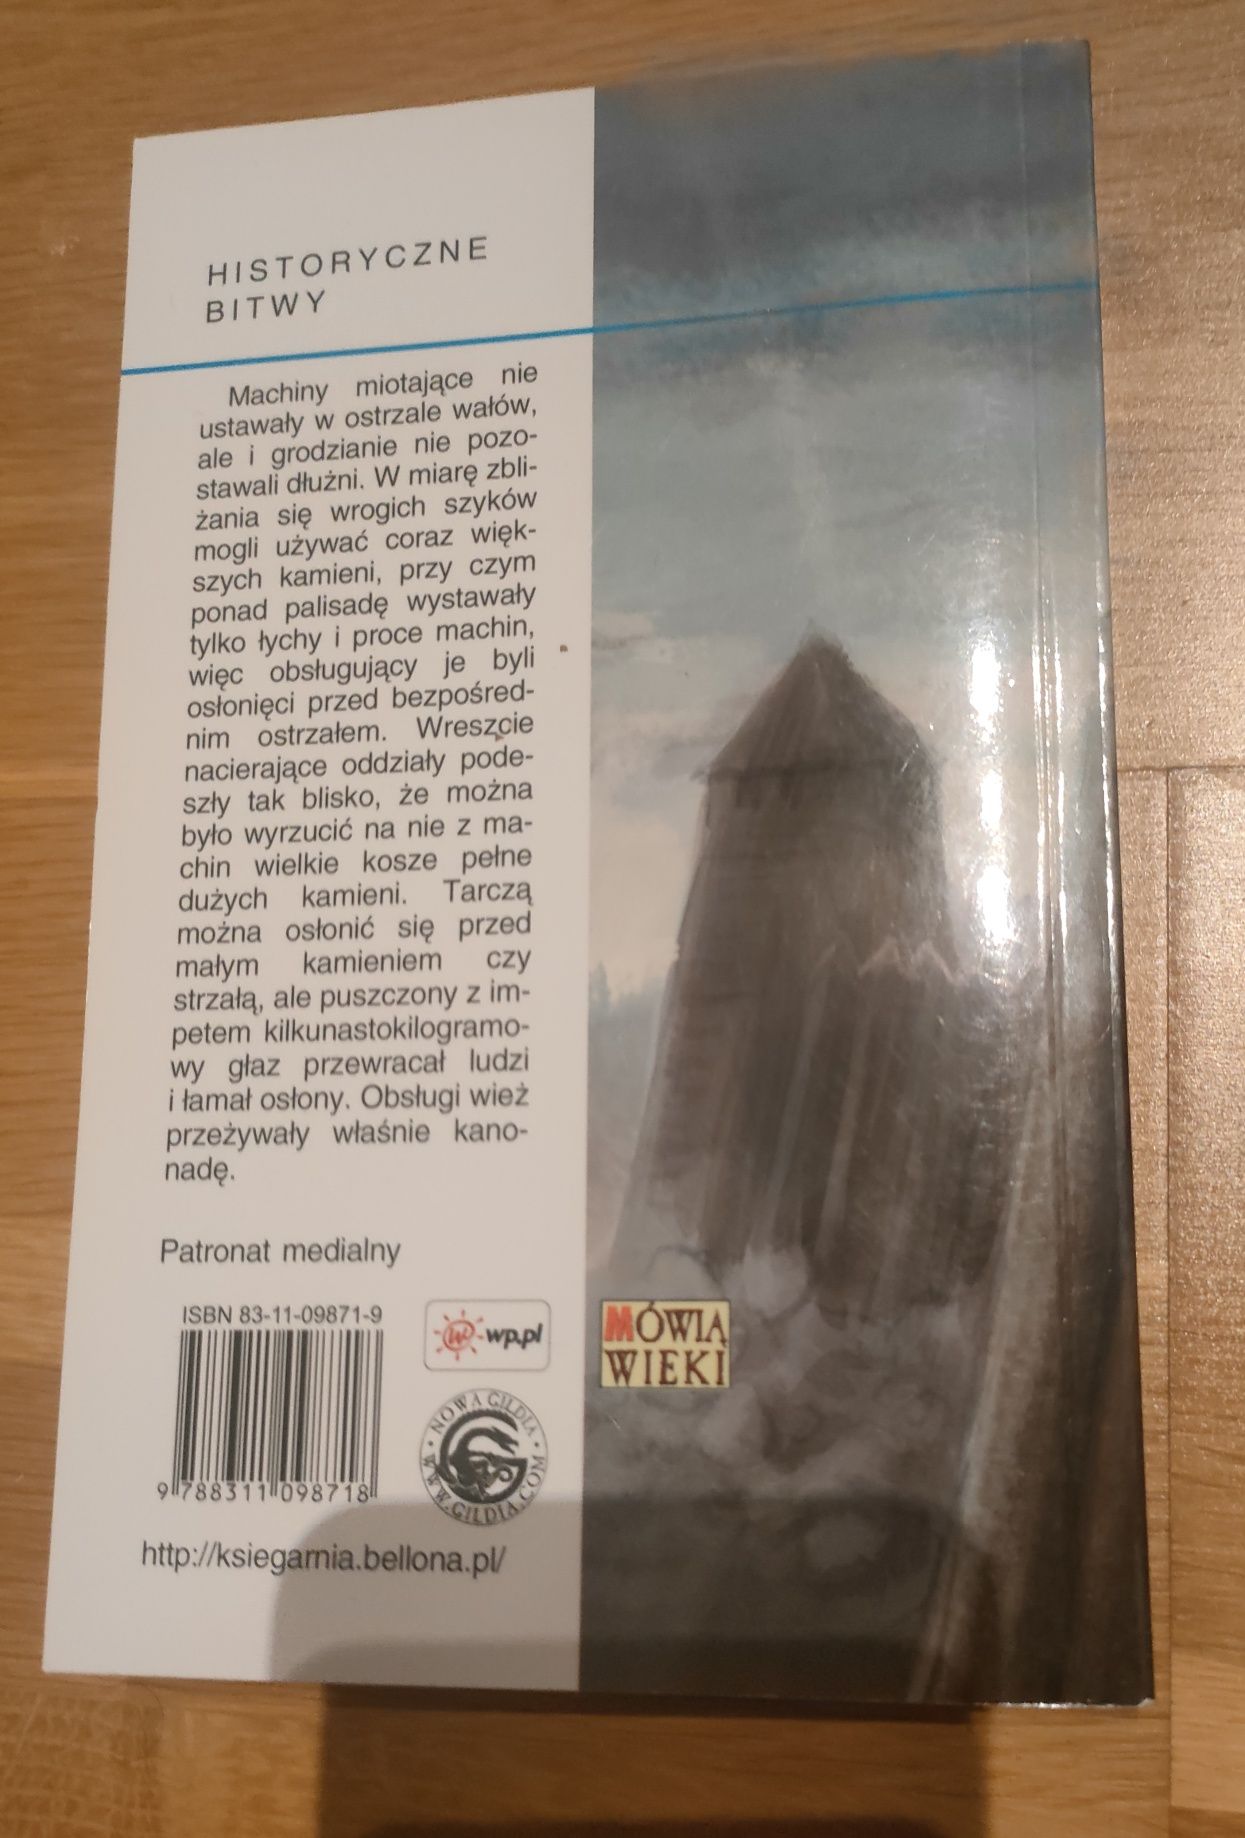 HISTORYCZNE
BITWY
Machiny miotające nie
ustawały w ostrzale wałów,
ale i grodzianie nie pozo-
stawali dłużni. W miarę zbli-
żania się wrogich szyków
mogli używać coraz więk-
szych kamieni, przy czym
ponad palisadę wystawały
tylko łychy i proce machin,
więc obsługujący je byli
osłonięci przed bezpośred-
nim ostrzałem. Wreszcie
nacierające oddziały pode-
szły tak blisko, że można
było wyrzucić na nie z ma-
chin wielkie kosze pełne
dużych kamieni. Tarczą
można osłonić się przed
małym kamieniem czy
strzałą, ale puszczony z im-
petem kilkunastokilogramo-
wy głaz przewracał ludzi
i łamał osłony. Obsługi wież
przeżywały właśnie kano-
nadę.
Patronat medialny
ISBN 83-11-09871-9
9 788311 098718
wp.pl
MÓWIĄ
WIEKI
NOWA GILDIA
WWW.GILDIA.COM
http://ksiegarnia.bellona.pl/